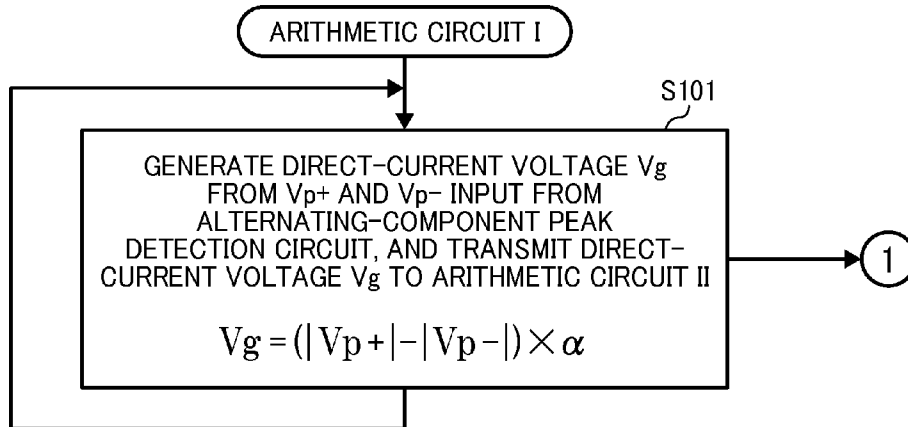 ARITHMETIC CIRCUIT I
S101
GENERATE DIRECT-CURRENT VOLTAGE Vg
FROM Vp+ AND Vp- INPUT FROM
ALTERNATING-COMPONENT PEAK
DETECTION CIRCUIT, AND TRANSMIT DIRECT-
CURRENT VOLTAGE Vg TO ARITHMETIC CIRCUIT II
1
Vg = (|Vp+|-|Vp-|)×α